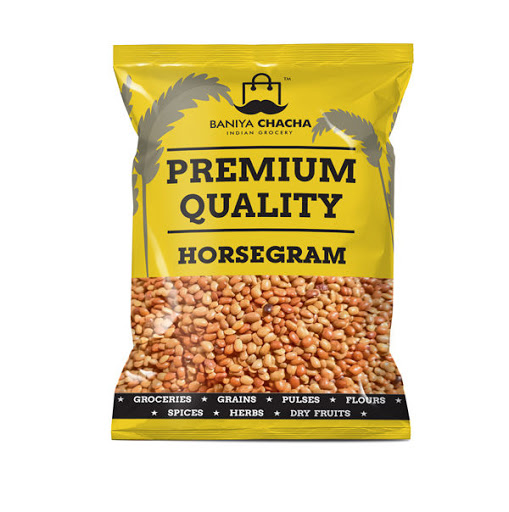 ™
BANIYA CHACHA
INDIAN GROCERY
PREMIUM
QUALITY
HORSEGRAM
★ GROCERIES ★ GRAINS ★ PULSES ★ FLOURS ★
★ SPICES ★ HERBS ★ DRY FRUITS ★